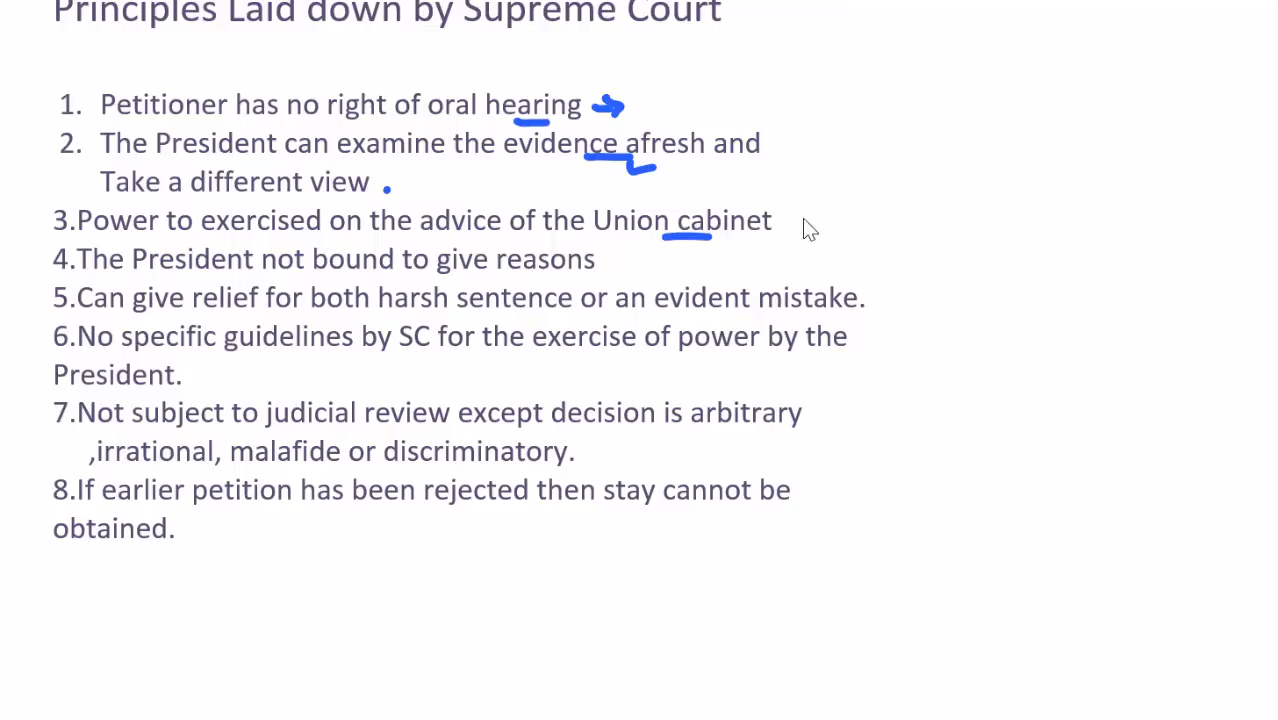 Principles Laid down by Supreme Court
1. Petitioner has no right of oral hearing
2. The President can examine the evidence afresh and
Take a different view
3.Power to exercised on the advice of the Union cabinet
4.The President not bound to give reasons
5.Can give relief for both harsh sentence or an evident mistake.
6.No specific guidelines by SC for the exercise of power by the
President.
7.Not subject to judicial review except decision is arbitrary
,irrational, malafide or discriminatory.
8.If earlier petition has been rejected then stay cannot be
obtained.